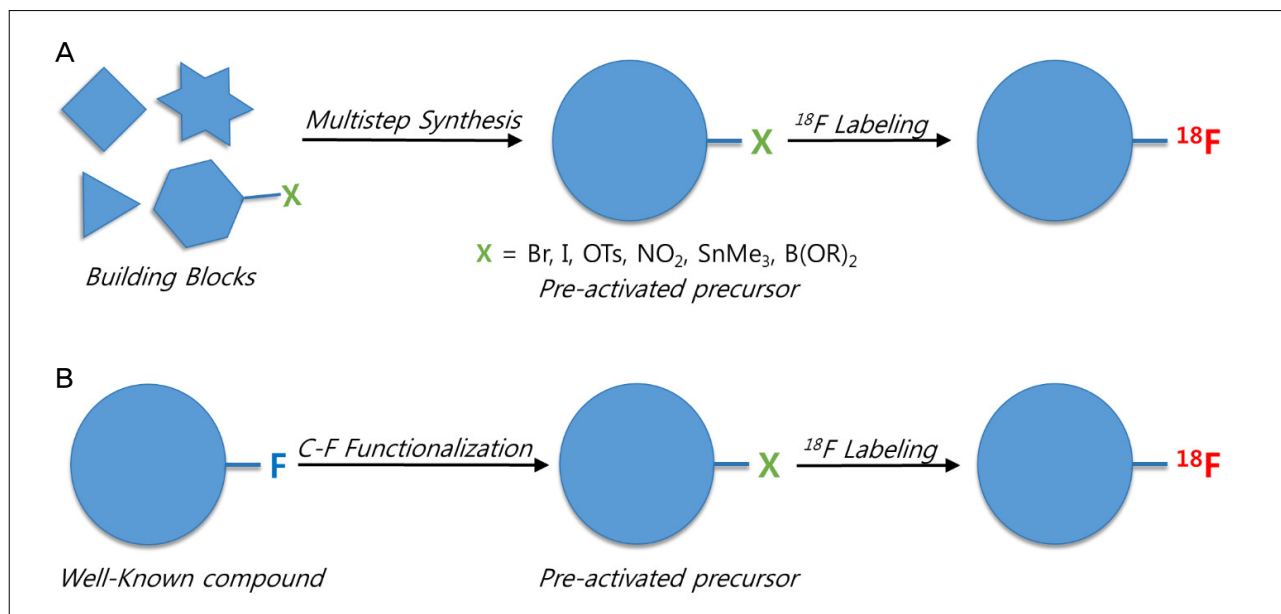 A
Multistep Synthesis
¹⁸F Labeling
X
X
¹⁸F
Building Blocks
X = Br, I, OTs, NO₂, SnMe₃, B(OR)₂
Pre-activated precursor
B
C-F Functionalization
¹⁸F Labeling
F
X
¹⁸F
Well-Known compound
Pre-activated precursor